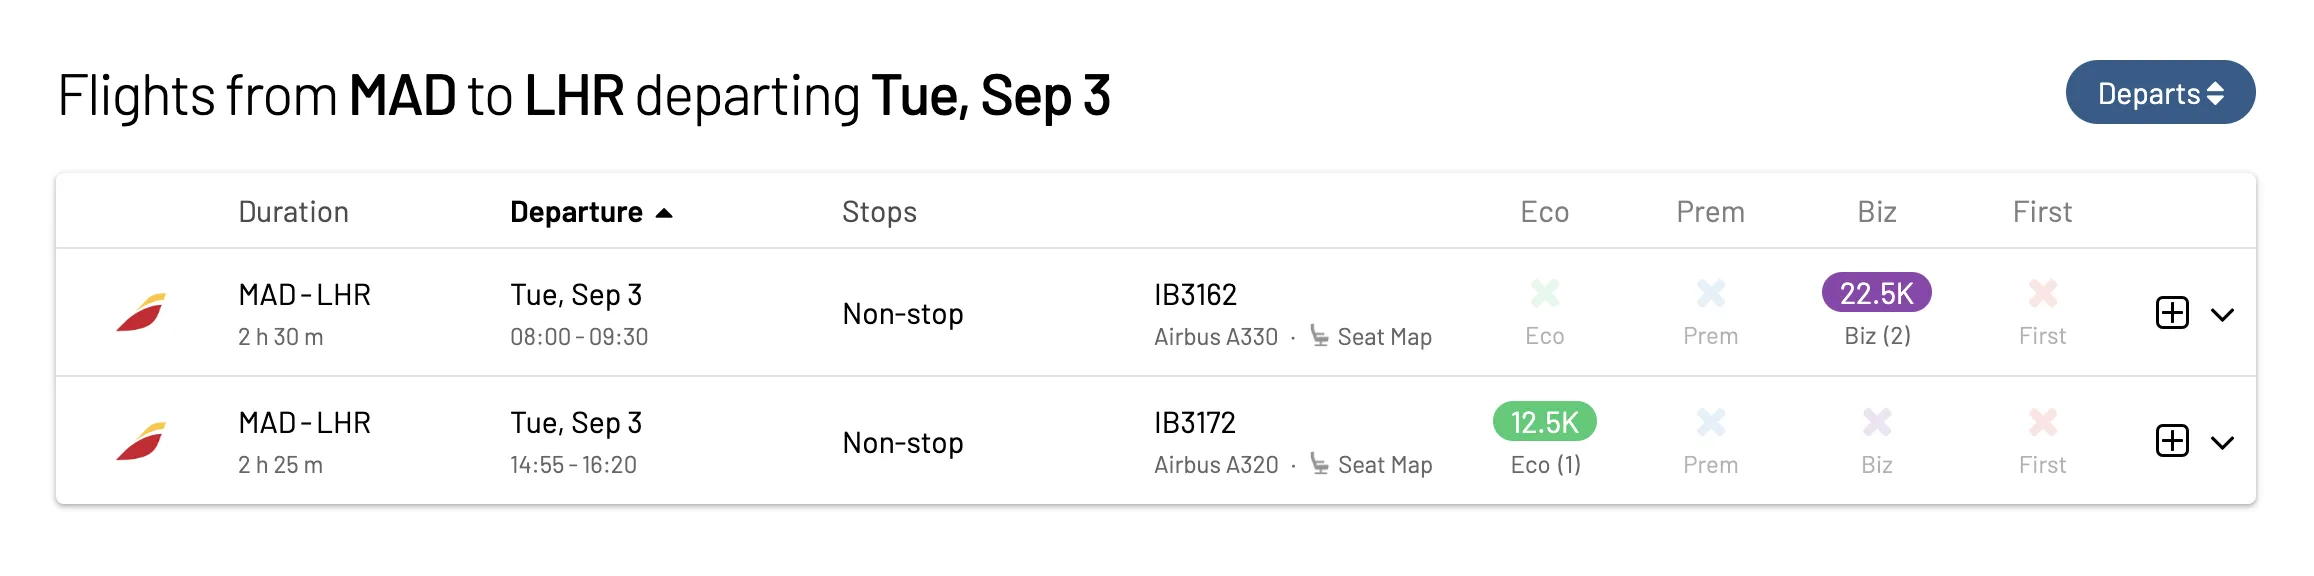 Flights from MAD to LHR departing Tue, Sep 3
Departs
Duration Departure Stops Eco Prem Biz First
MAD - LHR Tue, Sep 3 Non-stop IB3162 22.5K
2 h 30 m 08:00 - 09:30 Airbus A330 · Seat Map Eco Prem Biz (2) First
MAD - LHR Tue, Sep 3 Non-stop IB3172 12.5K
2 h 25 m 14:55 - 16:20 Airbus A320 · Seat Map Eco (1) Prem Biz First